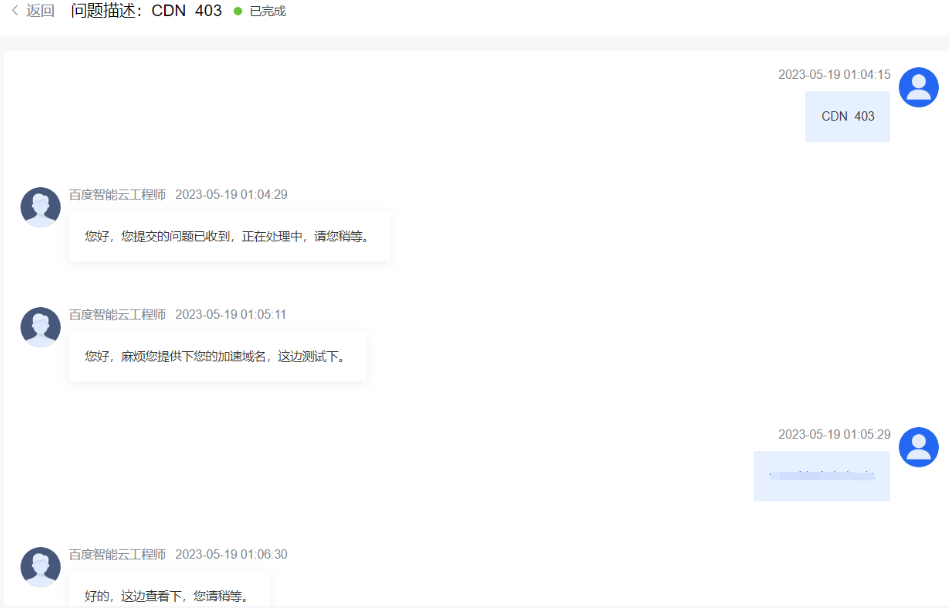 返回 问题描述：CDN 403 已完成
2023-05-19 01:04:15
CDN 403
百度智能云工程师 2023-05-19 01:04:29
您好，您提交的问题已收到，正在处理中，请您稍等。
百度智能云工程师 2023-05-19 01:05:11
您好，麻烦您提供下您的加速域名，这边测试下。
2023-05-19 01:05:29
百度智能云工程师 2023-05-19 01:06:30
好的，这边查看下，您请稍等。